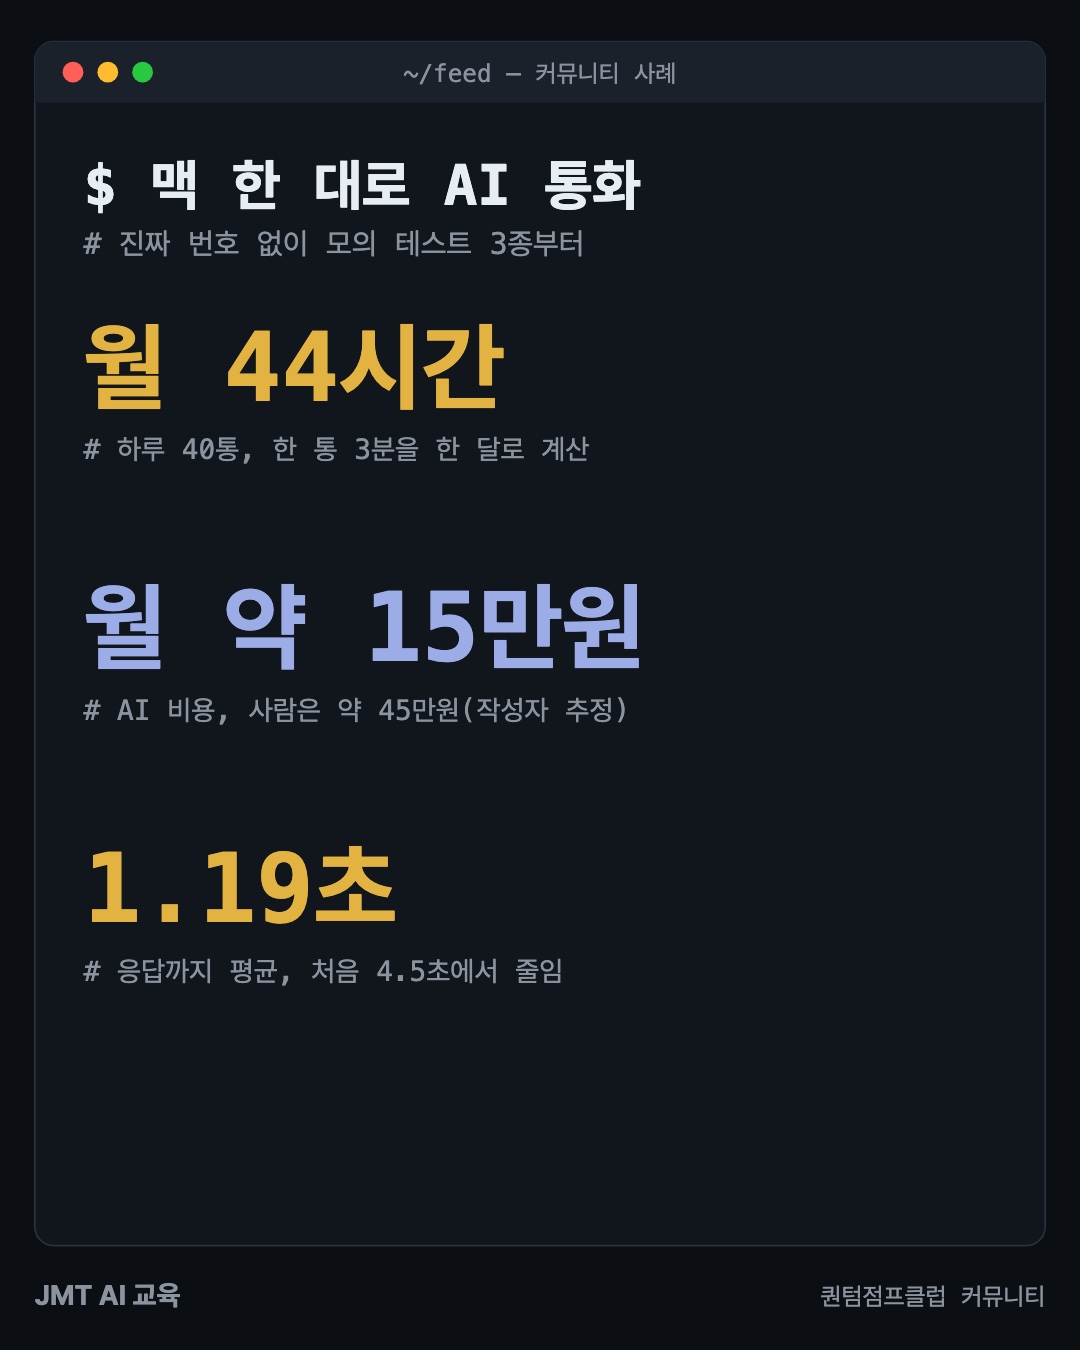 ~/feed — 커뮤니티 사례
$ 맥 한 대로 AI 통화
# 진짜 번호 없이 모의 테스트 3종부터
월 44시간
# 하루 40통, 한 통 3분을 한 달로 계산
월 약 15만원
# AI 비용, 사람은 약 45만원(작성자 추정)
1.19초
# 응답까지 평균, 처음 4.5초에서 줄임
JMT AI 교육
퀀텀점프클럽 커뮤니티